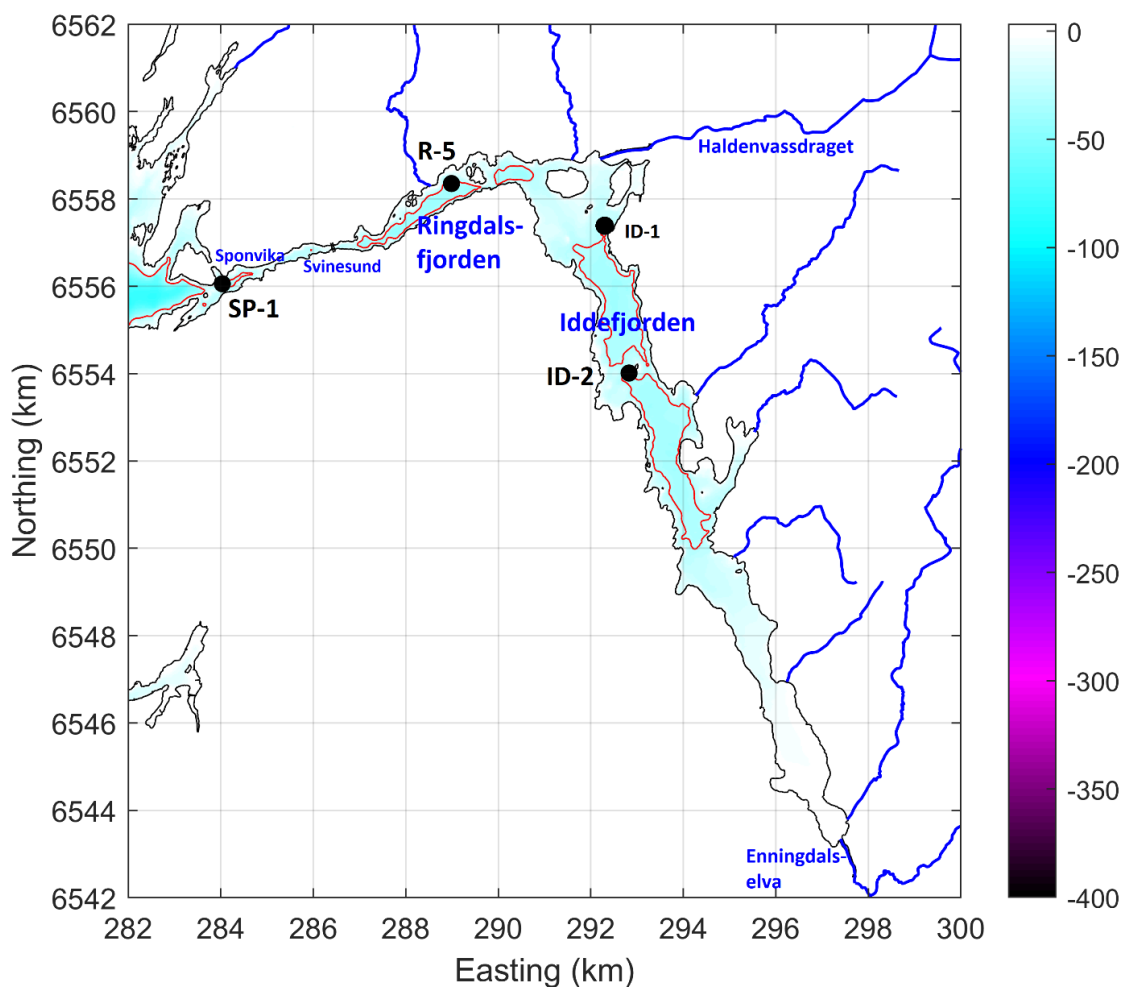 6562
6560
6558
6556
6554
6552
6550
6548
6546
6544
6542
Northing (km)
282
284
286
288
290
292
294
296
298
300
Easting (km)
Haldenvassdraget
R-5
Ringdals-
fjorden
ID-1
Sponvika
Svinesund
SP-1
Iddefjorden
ID-2
Enningdals-
elva
0
-50
-100
-150
-200
-250
-300
-350
-400